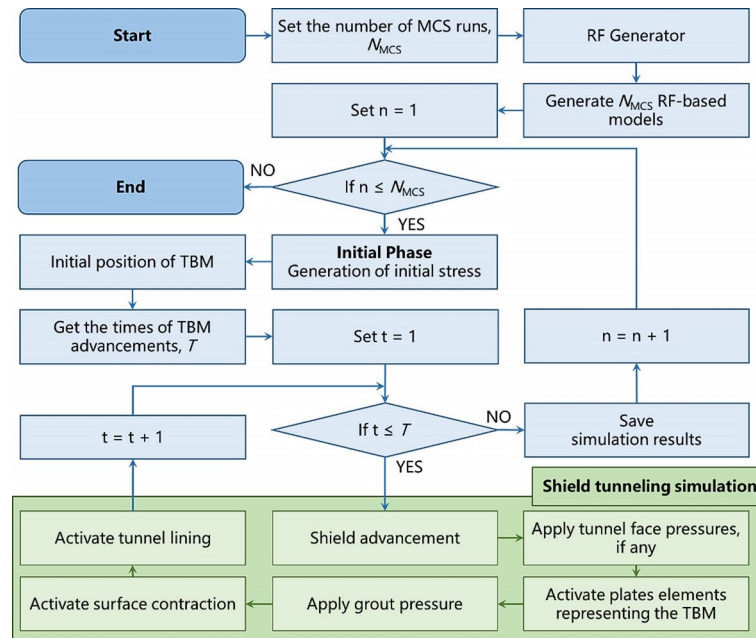 Start
Set the number of MCS runs,
N_MCS
RF Generator
Set n = 1
Generate N_MCS RF-based
models
End
NO
If n ≤ N_MCS
YES
Initial position of TBM
Initial Phase
Generation of initial stress
Get the times of TBM
advancements, T
Set t = 1
n = n + 1
t = t + 1
If t ≤ T
NO
Save
simulation results
YES
Shield tunneling simulation
Activate tunnel lining
Shield advancement
Apply tunnel face pressures,
if any
Activate surface contraction
Apply grout pressure
Activate plates elements
representing the TBM